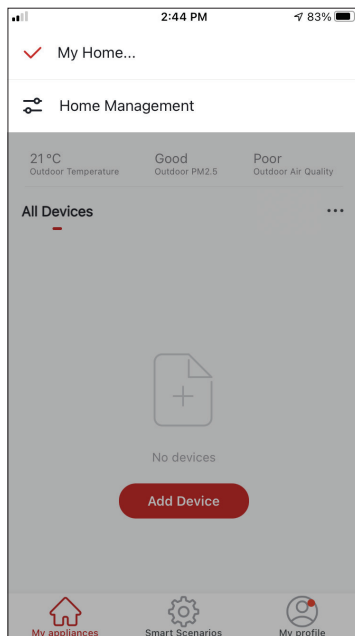 2:44 PM
83%
My Home...
Home Management
21 °C
Good
Poor
Outdoor Temperature
Outdoor PM2.5
Outdoor Air Quality
All Devices
No devices
Add Device
My appliances
Smart Scenarios
My profile